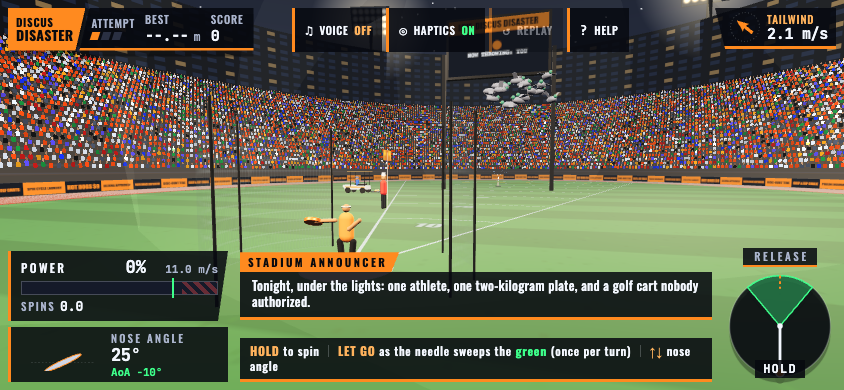 DISCUS
DISASTER
ATTEMPT
BEST
--.-- m
SCORE
0
♫ VOICE OFF
◎ HAPTICS ON
↺ REPLAY
? HELP
TAILWIND
2.1 m/s
DISCUS DISASTER
NOW THROWING: YOU
POWER 0% 11.0 m/s
SPINS 0.0
NOSE ANGLE
25°
AoA -10°
STADIUM ANNOUNCER
Tonight, under the lights: one athlete, one two-kilogram plate, and a golf cart nobody
authorized.
HOLD to spin | LET GO as the needle sweeps the green (once per turn) | ↑↓ nose
angle
RELEASE
HOLD